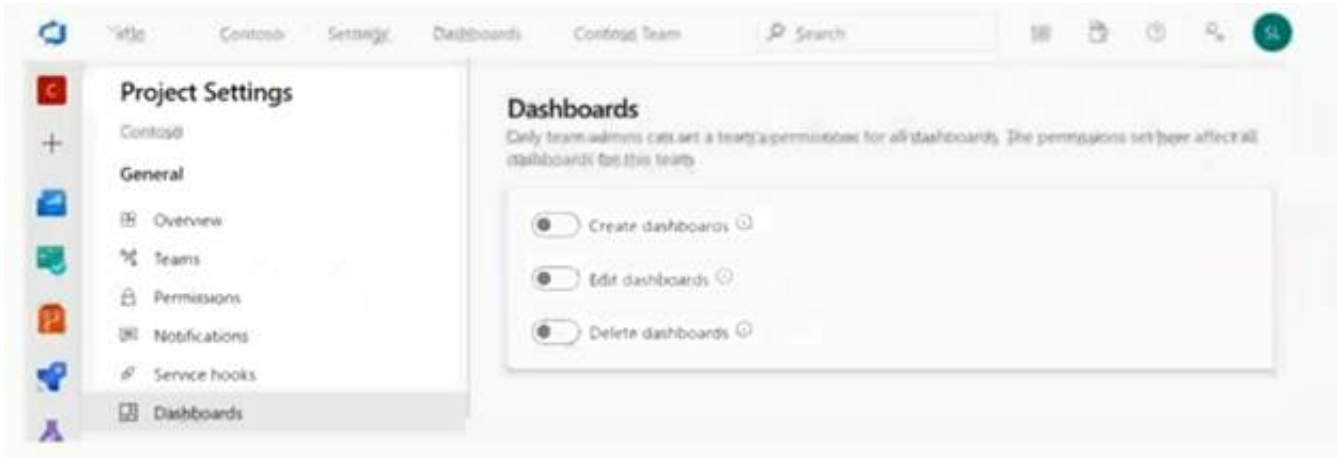 Title Contoso Settings Dashboards Contoso Team Search SL
C
Project Settings
Contoso
General
Overview
Teams
Permissions
Notifications
Service hooks
Dashboards
Dashboards
Only team admins can set a team's permissions for all dashboards. The permissions set here affect all
dashboards for this team
Create dashboards
Edit dashboards
Delete dashboards